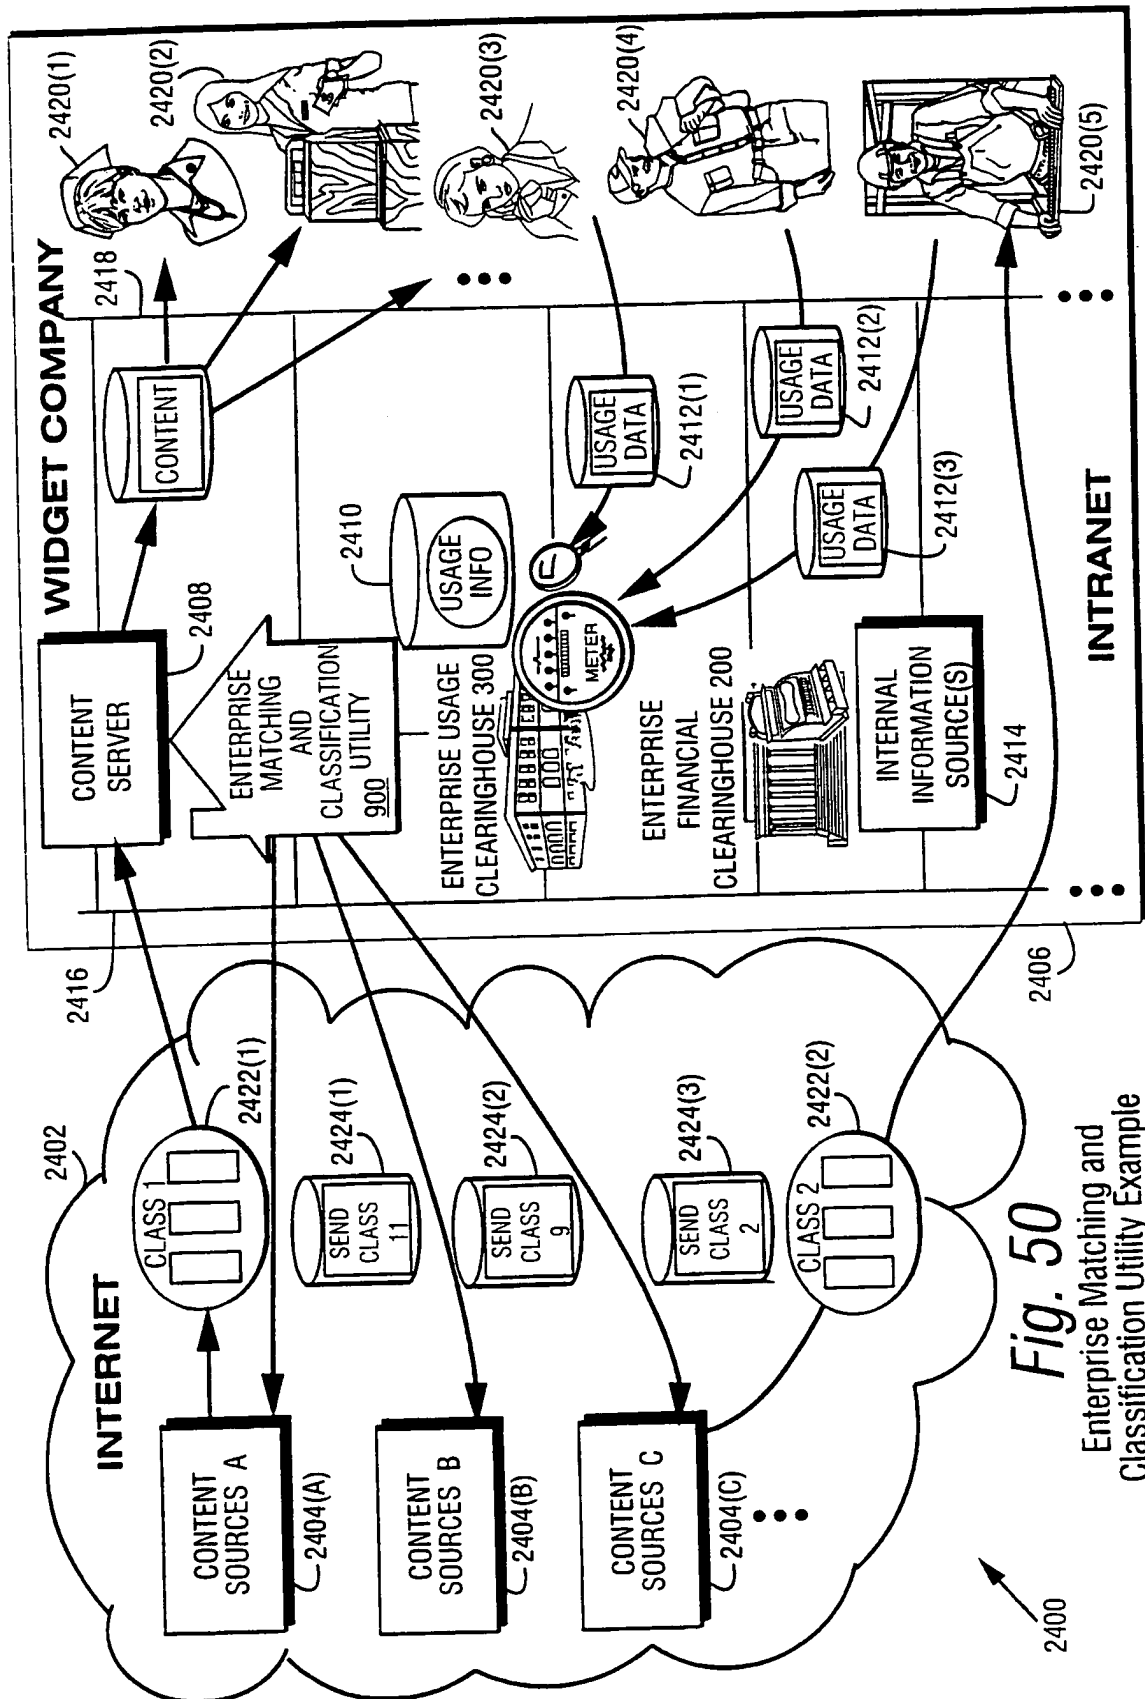 WIDGET COMPANY
INTERNET
2402
CONTENT
SOURCES A
2404(A)
CLASS 1
2422(1)
SEND
CLASS
11
2424(1)
CONTENT
SOURCES B
2404(B)
SEND
CLASS
9
2424(2)
CONTENT
SOURCES C
2404(C)
SEND
CLASS
2
2424(3)
CLASS 2
2422(2)
2416
CONTENT
SERVER
2408
CONTENT
2418
ENTERPRISE
MATCHING
AND
CLASSIFICATION
UTILITY
900
2410
USAGE
INFO
ENTERPRISE USAGE
CLEARINGHOUSE 300
METER
USAGE
DATA
2412(1)
USAGE
DATA
2412(2)
USAGE
DATA
2412(3)
ENTERPRISE
FINANCIAL
CLEARINGHOUSE 200
INTERNAL
INFORMATION
SOURCE(S)
2414
2420(1)
2420(2)
2420(3)
2420(4)
2420(5)
INTRANET
2406
2400
Fig. 50
Enterprise Matching and
Classification Utility Example